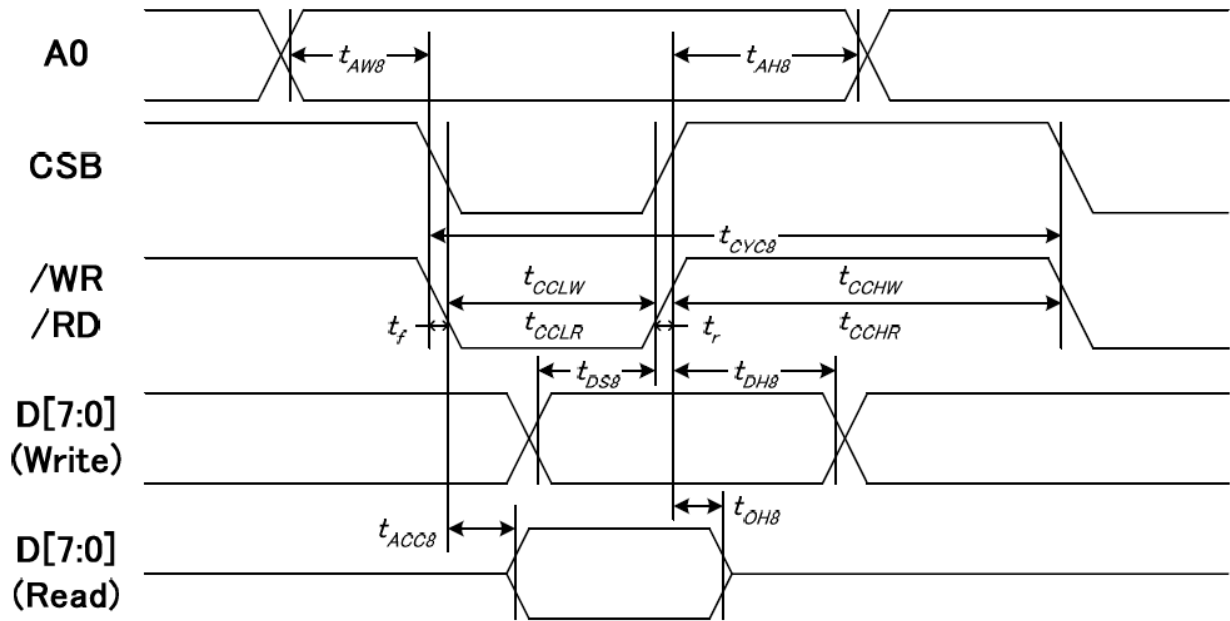 A0
t_AW8 t_AH8
CSB
t_CYC8
/WR
/RD
t_CCLW t_CCHW
t_f t_CCLR t_r t_CCHR
t_DS8 t_DH8
D[7:0]
(Write)
t_ACC8 t_OH8
D[7:0]
(Read)